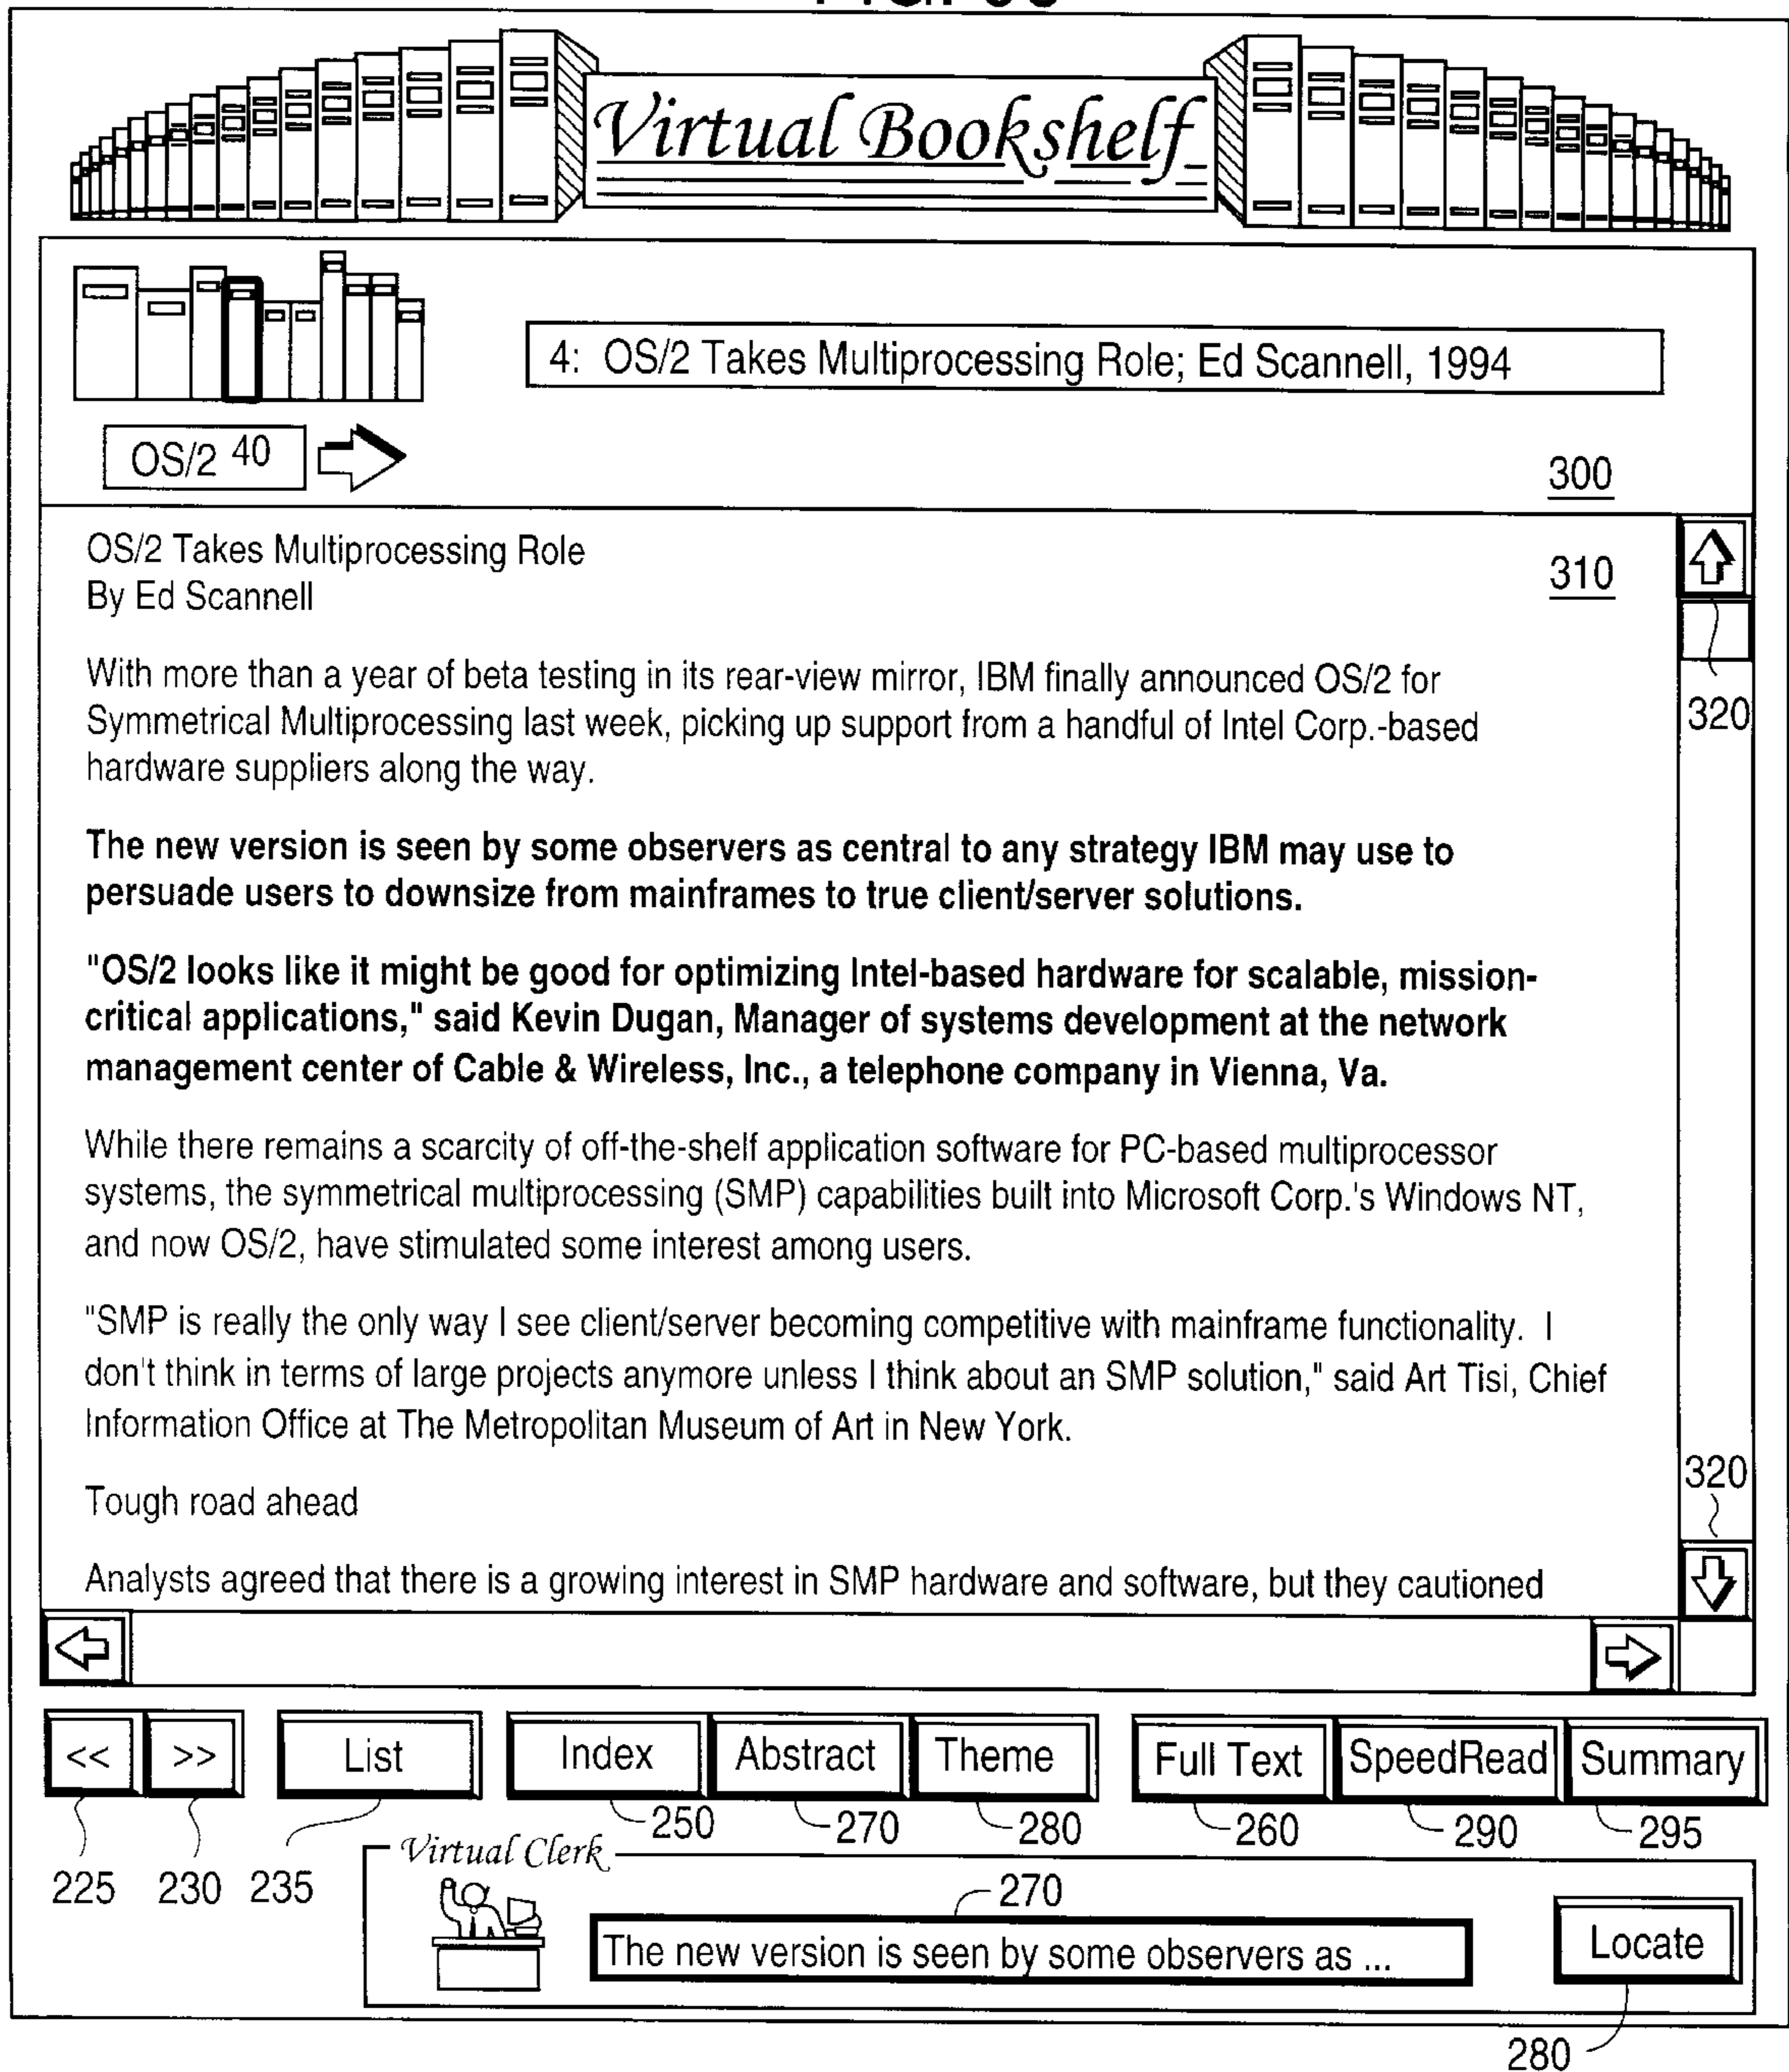 Virtual Bookshelf
4: OS/2 Takes Multiprocessing Role; Ed Scannell, 1994
OS/2 40
300
OS/2 Takes Multiprocessing Role
310
By Ed Scannell
With more than a year of beta testing in its rear-view mirror, IBM finally announced OS/2 for
Symmetrical Multiprocessing last week, picking up support from a handful of Intel Corp.-based
320
hardware suppliers along the way.
The new version is seen by some observers as central to any strategy IBM may use to
persuade users to downsize from mainframes to true client/server solutions.
"OS/2 looks like it might be good for optimizing Intel-based hardware for scalable, mission-
critical applications," said Kevin Dugan, Manager of systems development at the network
management center of Cable & Wireless, Inc., a telephone company in Vienna, Va.
While there remains a scarcity of off-the-shelf application software for PC-based multiprocessor
systems, the symmetrical multiprocessing (SMP) capabilities built into Microsoft Corp.'s Windows NT,
and now OS/2, have stimulated some interest among users.
"SMP is really the only way I see client/server becoming competitive with mainframe functionality. I
don't think in terms of large projects anymore unless I think about an SMP solution," said Art Tisi, Chief
Information Office at The Metropolitan Museum of Art in New York.
320
Tough road ahead
Analysts agreed that there is a growing interest in SMP hardware and software, but they cautioned
<< >> List Index Abstract Theme Full Text SpeedRead Summary
250 270 280 260 290 295
Virtual Clerk
225 230 235
270
The new version is seen by some observers as ...
Locate
280